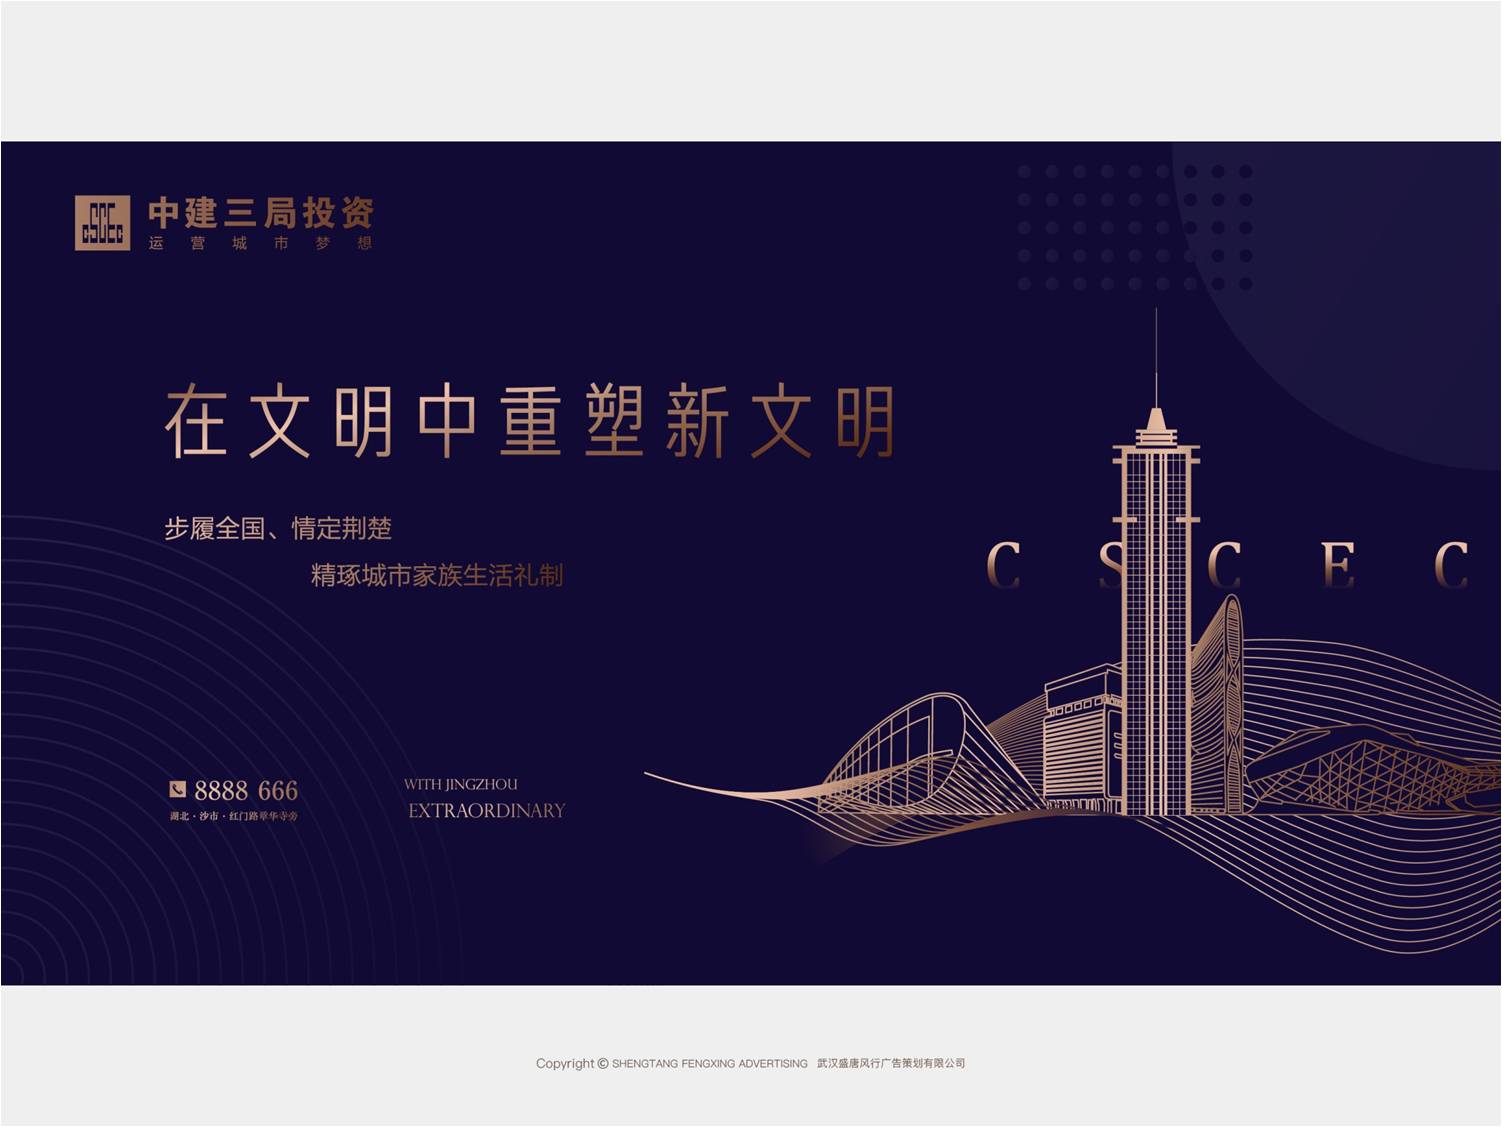 CSCEC
中建三局投资
运营城市梦想
在文明中重塑新文明
步履全国、情定荆楚
精琢城市家族生活礼制
C S C E C
8888 666
湖北·沙市·红门路章华寺旁
WITH JINGZHOU
EXTRAORDINARY
Copyright © SHENGTANG FENGXING ADVERTISING 武汉盛唐风行广告策划有限公司